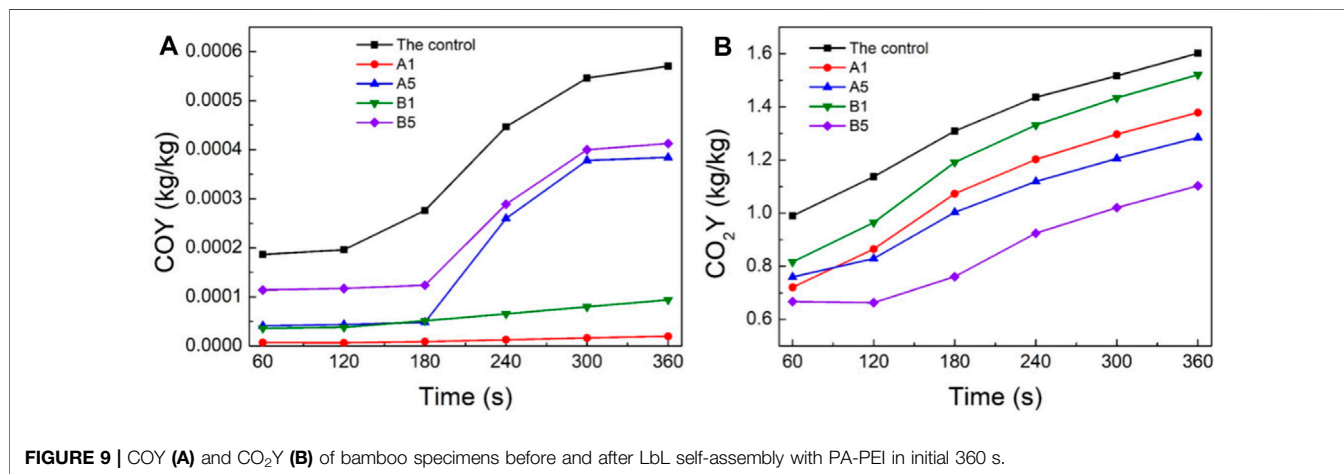 A
0.0006
0.0005
0.0004
0.0003
0.0002
0.0001
0.0000
COY (kg/kg)
The control
A1
A5
B1
B5
60 120 180 240 300 360
Time (s)
B
1.6
1.4
1.2
1.0
0.8
0.6
CO₂Y (kg/kg)
The control
A1
A5
B1
B5
60 120 180 240 300 360
Time (s)
FIGURE 9 | COY (A) and CO₂Y (B) of bamboo specimens before and after LbL self-assembly with PA-PEI in initial 360 s.